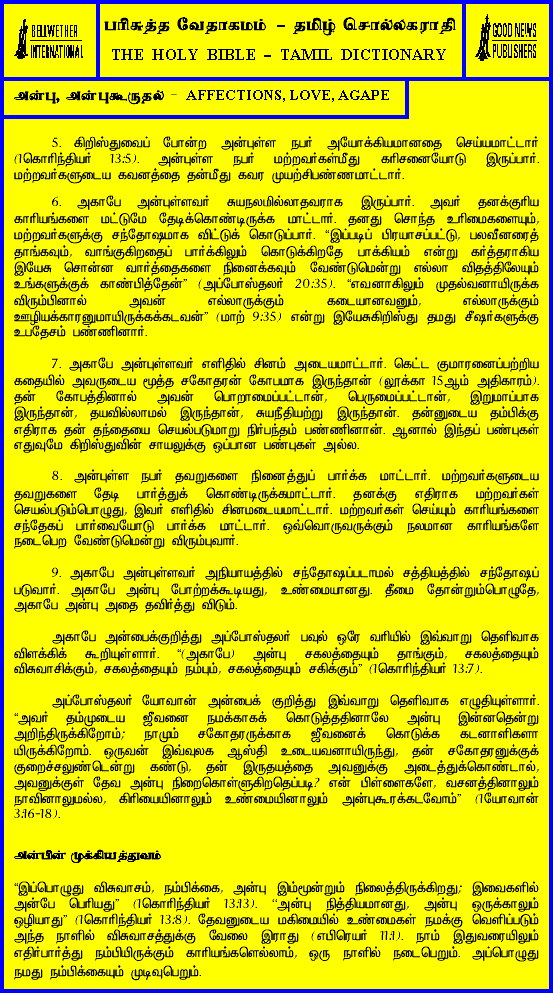 BELLWETHER
INTERNATIONAL
பரிசுத்த வேதாகமம் – தமிழ் சொல்லகராதி
THE HOLY BIBLE – TAMIL DICTIONARY
GOOD NEWS
PUBLISHERS
அன்பு, அன்புகூருதல் – AFFECTIONS, LOVE, AGAPE
5. கிறிஸ்துவைப் போன்ற அன்புள்ள நபர் அயோக்கியமானதை செய்யமாட்டார்
(1கொரிந்தியர் 13:5). அன்புள்ள நபர் மற்றவர்கள்மீது கரிசனையோடு இருப்பார்.
மற்றவர்களுடைய கவனத்தை தன்மீது கவர முயற்சிபண்ணமாட்டார்.
6. அகாபே அன்புள்ளவர் சுயநலமில்லாதவராக இருப்பார். அவர் தனக்குரிய
காரியங்களை மட்டுமே தேடிக்கொண்டிருக்க மாட்டார். தனது சொந்த உரிமைகளையும்,
மற்றவர்களுக்கு சந்தோஷமாக விட்டுக் கொடுப்பார். “இப்படிப் பிரயாசப்பட்டு, பலவீனரைத்
தாங்கவும், வாங்குகிறதைப் பார்க்கிலும் கொடுக்கிறதே பாக்கியம் என்று கர்த்தராகிய
இயேசு சொன்ன வார்த்தைகளை நினைக்கவும் வேண்டுமென்று எல்லா விதத்திலேயும்
உங்களுக்குக் காண்பித்தேன்” (அப்போஸ்தலர் 20:35). “எவனாகிலும் முதல்வனாயிருக்க
விரும்பினால் அவன் எல்லாருக்கும் கடையானவனும், எல்லாருக்கும்
ஊழியக்காரனுமாயிருக்கக்கடவன்” (மாற் 9:35) என்று இயேசுகிறிஸ்து தமது சீஷர்களுக்கு
உபதேசம் பண்ணினார்.
7. அகாபே அன்புள்ளவர் எளிதில் சினம் அடையமாட்டார். கெட்ட குமாரனைப்பற்றிய
கதையில் அவருடைய மூத்த சகோதரன் கோபமாக இருந்தான் (லூக்கா 15ஆம் அதிகாரம்).
தன் கோபத்தினால் அவன் பொறாமைப்பட்டான், பெருமைப்பட்டான், இறுமாப்பாக
இருந்தான், தயவில்லாமல் இருந்தான், சுயநீதியற்று இருந்தான். தன்னுடைய தம்பிக்கு
எதிராக தன் தந்தையை செயல்படுமாறு நிர்பந்தம் பண்ணினான். ஆனால் இந்தப் பண்புகள்
எதுவுமே கிறிஸ்துவின் சாயலுக்கு ஒப்பான பண்புகள் அல்ல.
8. அன்புள்ள நபர் தவறுகளை நினைத்துப் பார்க்க மாட்டார். மற்றவர்களுடைய
தவறுகளை தேடி பார்த்துக் கொண்டிருக்கமாட்டார். தனக்கு எதிராக மற்றவர்கள்
செயல்படும்பொழுது, இவர் எளிதில் சினமடையமாட்டார். மற்றவர்கள் செய்யும் காரியங்களை
சந்தேகப் பார்வையோடு பார்க்க மாட்டார். ஒவ்வொருவருக்கும் நலமான காரியங்களே
நடைபெற வேண்டுமென்று விரும்புவார்.
9. அகாபே அன்புள்ளவர் அநியாயத்தில் சந்தோஷப்படாமல் சத்தியத்தில் சந்தோஷப்
படுவார். அகாபே அன்பு போற்றக்கூடியது, உண்மையானது. தீமை தோன்றும்பொழுதே,
அகாபே அன்பு அதை தவிர்த்து விடும்.
அகாபே அன்பைக்குறித்து அப்போஸ்தலர் பவுல் ஒரே வரியில் இவ்வாறு தெளிவாக
விளக்கிக் கூறியுள்ளார். “(அகாபே) அன்பு சகலத்தையும் தாங்கும், சகலத்தையும்
விசுவாசிக்கும், சகலத்தையும் நம்பும், சகலத்தையும் சகிக்கும்” (1கொரிந்தியர் 13:7).
அப்போஸ்தலர் யோவான் அன்பைக் குறித்து இவ்வாறு தெளிவாக எழுதியுள்ளார்.
“அவர் தம்முடைய ஜீவனை நமக்காகக் கொடுத்ததினாலே அன்பு இன்னதென்று
அறிந்திருக்கிறோம்; நாமும் சகோதரருக்காக ஜீவனைக் கொடுக்க கடனாளிகளா
யிருக்கிறோம். ஒருவன் இவ்வுலக ஆஸ்தி உடையவனாயிருந்து, தன் சகோதரனுக்குக்
குறைச்சலுண்டென்று கண்டு, தன் இருதயத்தை அவனுக்கு அடைத்துக்கொண்டால்,
அவனுக்குள் தேவ அன்பு நிலைகொள்ளுகிறதெப்படி? என் பிள்ளைகளே, வசனத்தினாலும்
நாவினாலுமல்ல, கிரியையினாலும் உண்மையினாலும் அன்புகூரக்கடவோம்” (1யோவான்
3:16-18).
அன்பின் முக்கியத்துவம்
“இப்பொழுது விசுவாசம், நம்பிக்கை, அன்பு இம்மூன்றும் நிலைத்திருக்கிறது; இவைகளில்
அன்பே பெரியது” (1கொரிந்தியர் 13:13). “அன்பு நித்தியமானது, அன்பு ஒருக்காலும்
ஒழியாது” (1கொரிந்தியர் 13:8). தேவனுடைய மகிமையில் உண்மைகள் நமக்கு வெளிப்படும்
அந்த நாளில் விசுவாசத்துக்கு வேலை இராது (எபிரெயர் 11:1). நாம் இதுவரையிலும்
எதிர்பார்த்து நம்பியிருக்கும் காரியங்களெல்லாம், ஒரு நாளில் நடைபெறும். அப்பொழுது
நமது நம்பிக்கையும் முடிவுபெறும்.